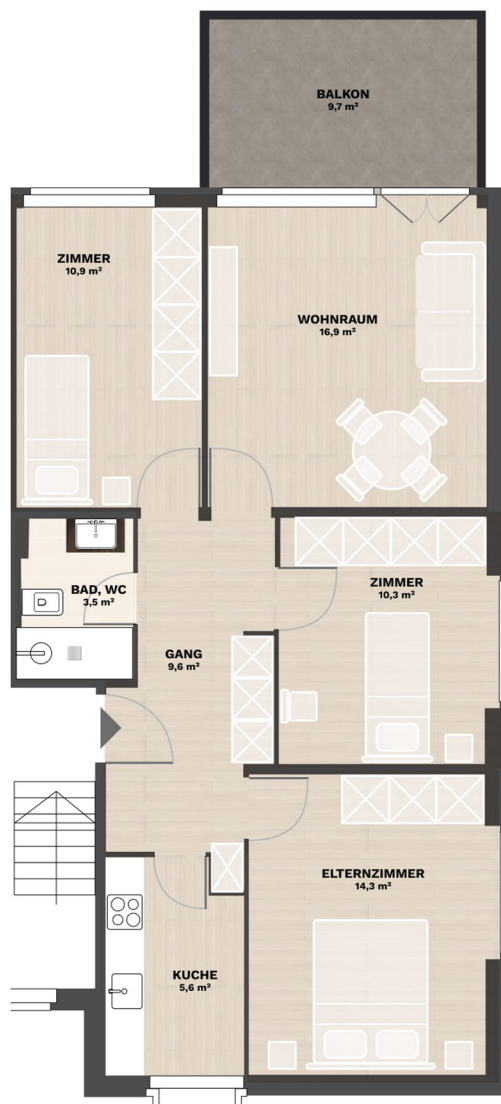 BALKON
9,7 m²
ZIMMER
10,9 m²
WOHNRAUM
16,9 m²
BAD, WC
3,5 m²
ZIMMER
10,3 m²
GANG
9,6 m²
ELTERNZIMMER
14,3 m²
KUCHE
5,6 m²